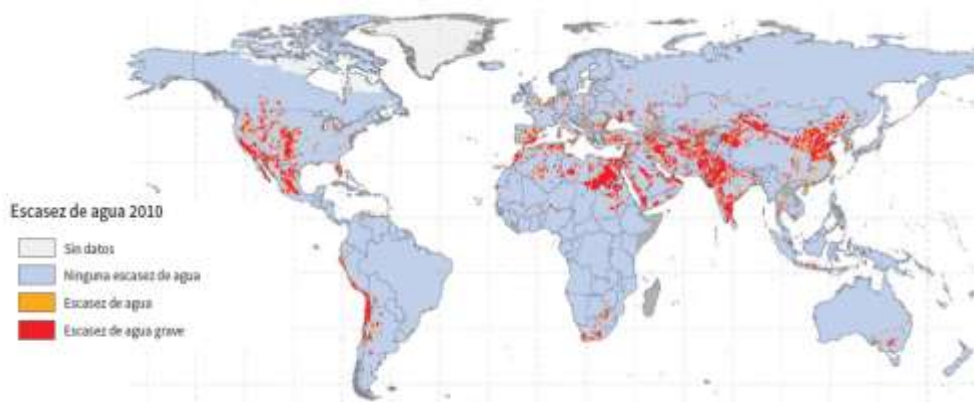 Escasez de agua 2010
Sin datos
Ninguna escasez de agua
Escasez de agua
Escasez de agua grave